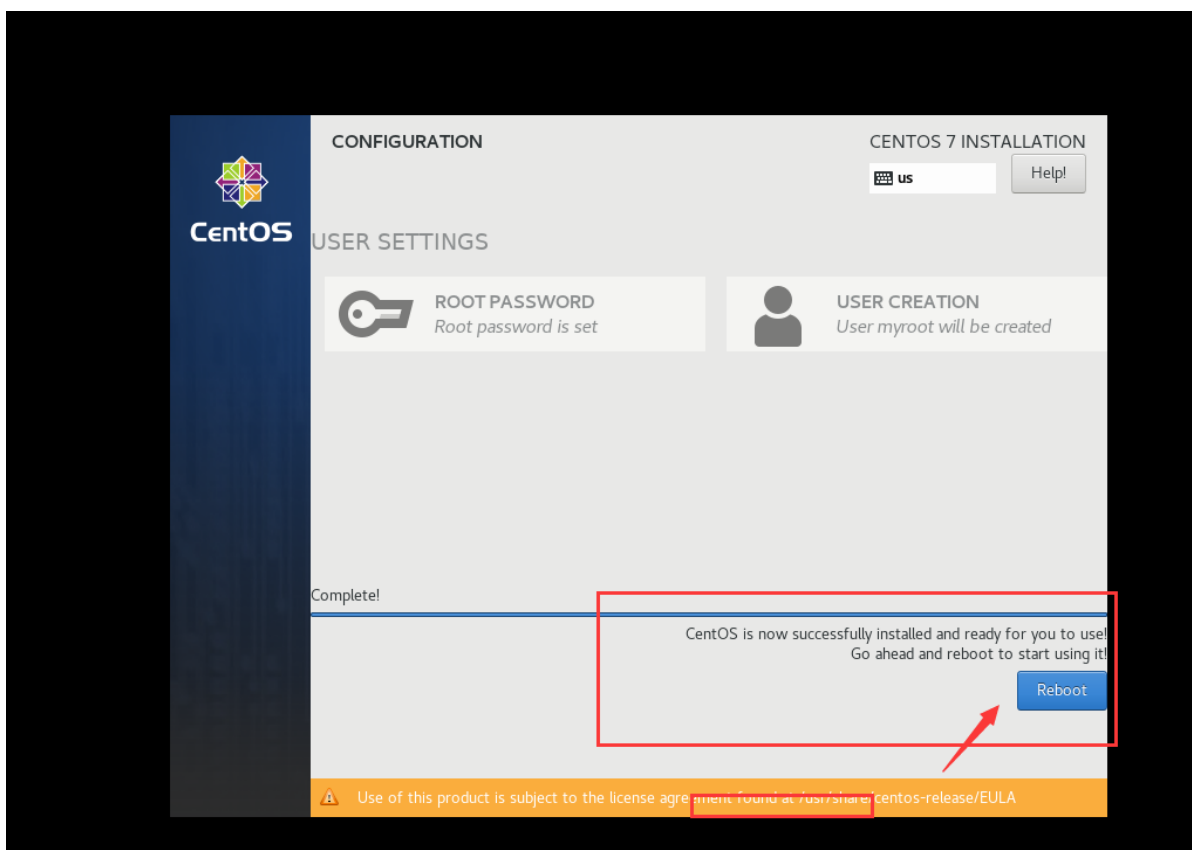 CONFIGURATION
CENTOS 7 INSTALLATION
us
Help!
CentOS
USER SETTINGS
ROOT PASSWORD
Root password is set
USER CREATION
User myroot will be created
Complete!
CentOS is now successfully installed and ready for you to use!
Go ahead and reboot to start using it!
Reboot
Use of this product is subject to the license agreement found at /usr/share/centos-release/EULA